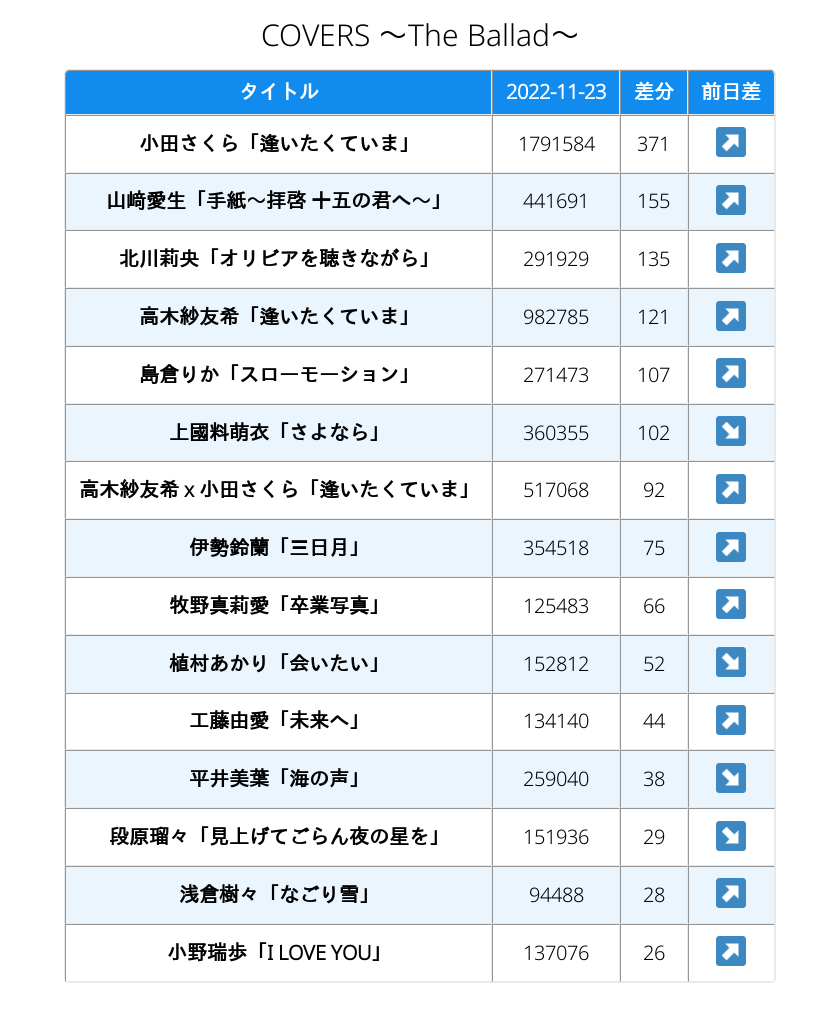 COVERS ～The Ballad～
タイトル 2022-11-23 差分 前日差
小田さくら「逢いたくていま」 1791584 371 ↗
山﨑愛生「手紙～拝啓 十五の君へ～」 441691 155 ↗
北川莉央「オリビアを聴きながら」 291929 135 ↗
高木紗友希「逢いたくていま」 982785 121 ↗
島倉りか「スローモーション」 271473 107 ↗
上國料萌衣「さよなら」 360355 102 ↘
高木紗友希 x 小田さくら「逢いたくていま」 517068 92 ↗
伊勢鈴蘭「三日月」 354518 75 ↗
牧野真莉愛「卒業写真」 125483 66 ↗
植村あかり「会いたい」 152812 52 ↘
工藤由愛「未来へ」 134140 44 ↗
平井美葉「海の声」 259040 38 ↘
段原瑠々「見上げてごらん夜の星を」 151936 29 ↘
浅倉樹々「なごり雪」 94488 28 ↗
小野瑞歩「I LOVE YOU」 137076 26 ↗